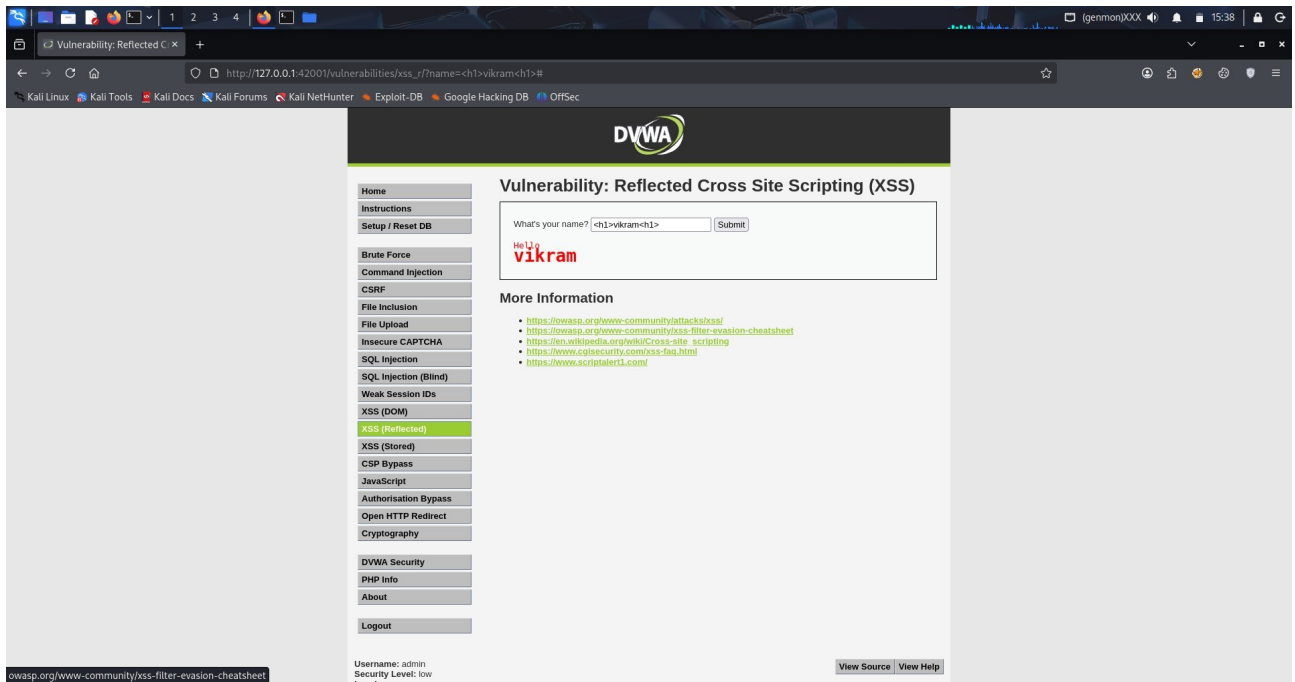 1 2 3 4
(genmon)XXX 15:38
Vulnerability: Reflected C
http://127.0.0.1:42001/vulnerabilities/xss_r/?name=<h1>vikram<h1>#
Kali Linux Kali Tools Kali Docs Kali Forums Kali NetHunter Exploit-DB Google Hacking DB OffSec
DVWA
Home
Instructions
Setup / Reset DB
Brute Force
Command Injection
CSRF
File Inclusion
File Upload
Insecure CAPTCHA
SQL Injection
SQL Injection (Blind)
Weak Session IDs
XSS (DOM)
XSS (Reflected)
XSS (Stored)
CSP Bypass
JavaScript
Authorisation Bypass
Open HTTP Redirect
Cryptography
DVWA Security
PHP Info
About
Logout
Vulnerability: Reflected Cross Site Scripting (XSS)
What's your name? <h1>vikram<h1> Submit
Hello
vikram
More Information
https://owasp.org/www-community/attacks/xss/
https://owasp.org/www-community/xss-filter-evasion-cheatsheet
https://en.wikipedia.org/wiki/Cross-site_scripting
https://www.cgisecurity.com/xss-faq.html
https://www.scriptalert1.com/
Username: admin
Security Level: low
View Source View Help
owasp.org/www-community/xss-filter-evasion-cheatsheet